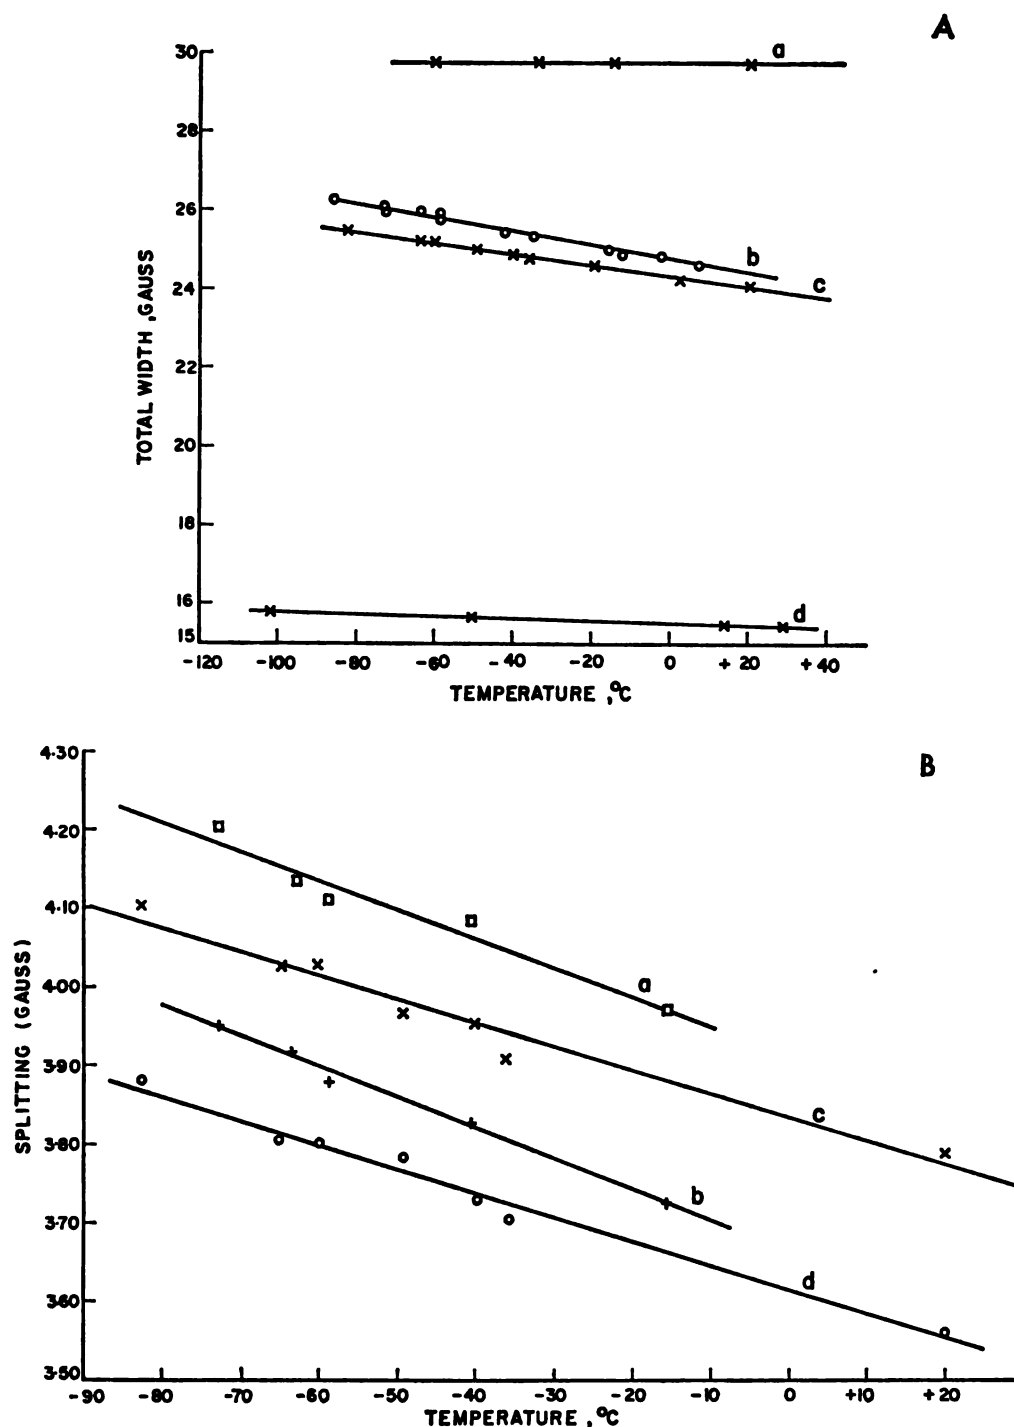 A
30
28
26
24
22
20
18
16
15
TOTAL WIDTH , GAUSS
a
b
c
d
-120 -100 -80 -60 -40 -20 0 +20 +40
TEMPERATURE , °C
B
4.30
4.20
4.10
4.00
3.90
3.80
3.70
3.60
3.50
SPLITTING (GAUSS)
a
c
b
d
-90 -80 -70 -60 -50 -40 -30 -20 -10 0 +10 +20
TEMPERATURE , °C